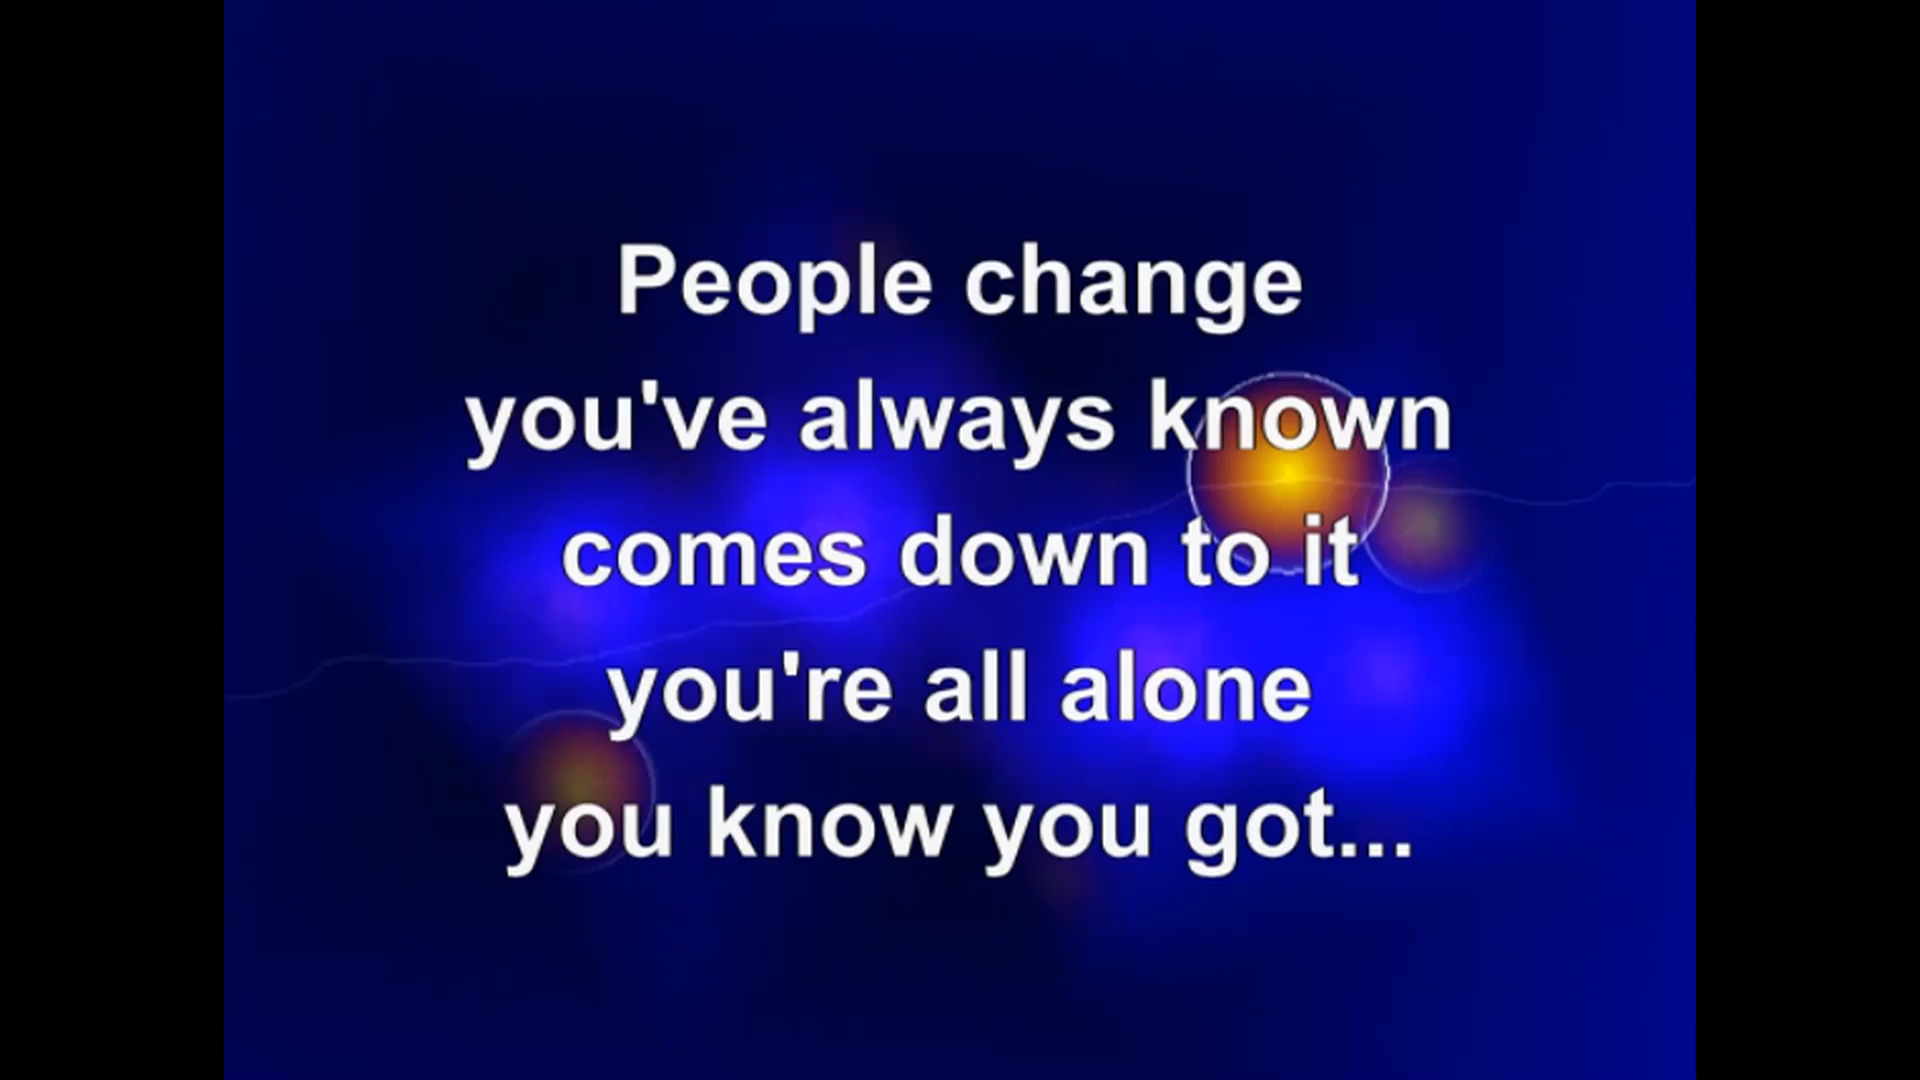 People change
you've always known
comes down to it
you're all alone
you know you got...